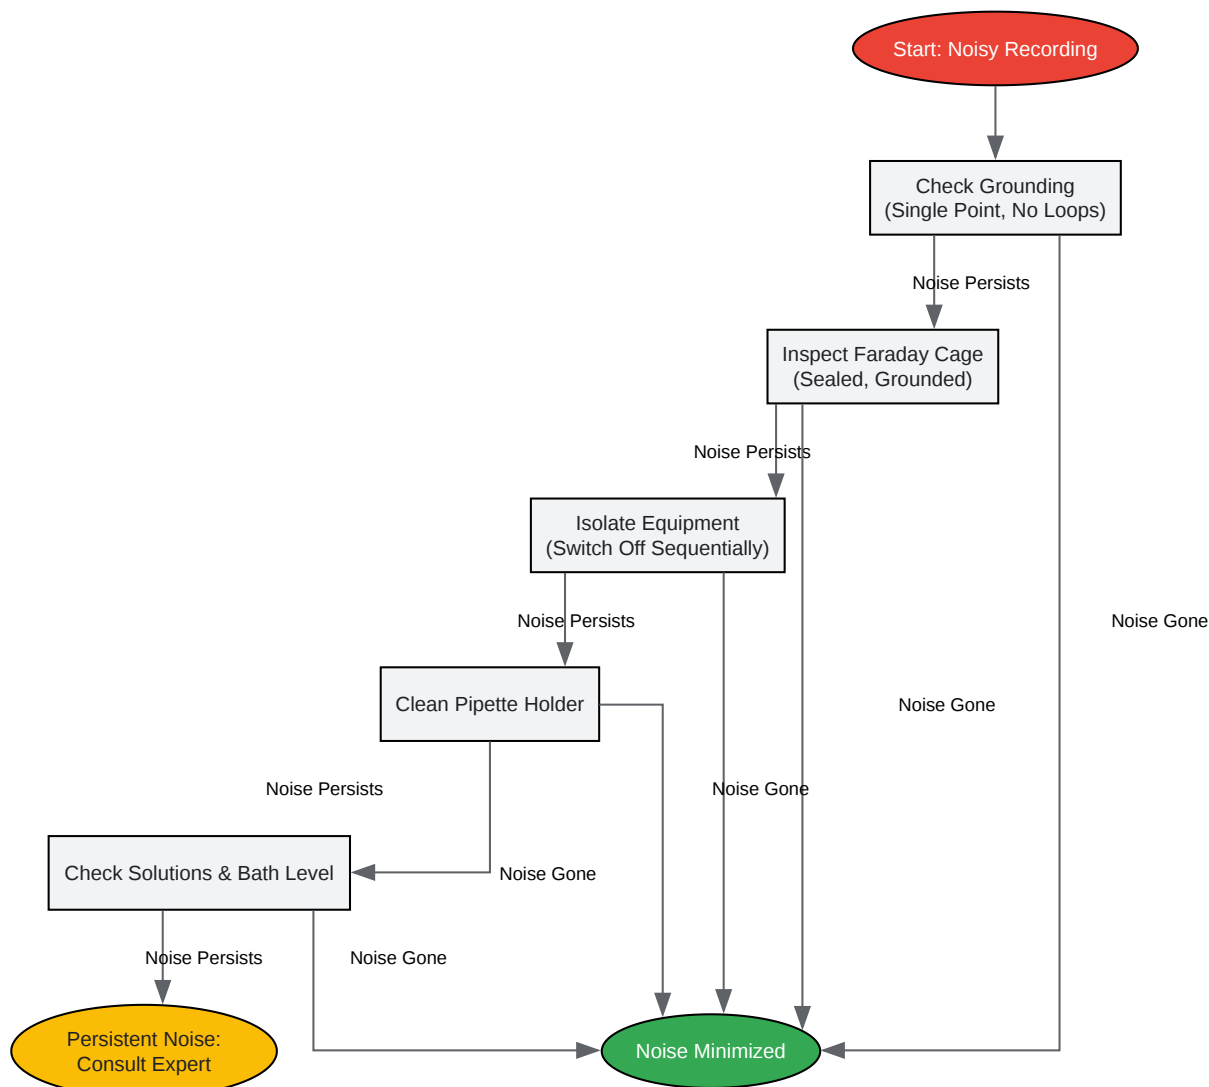 Start: Noisy Recording
Check Grounding
(Single Point, No Loops)
Noise Persists
Inspect Faraday Cage
(Sealed, Grounded)
Noise Persists
Isolate Equipment
(Switch Off Sequentially)
Noise Persists
Noise Gone
Clean Pipette Holder
Noise Gone
Noise Persists
Noise Gone
Check Solutions & Bath Level
Noise Gone
Noise Persists
Noise Gone
Persistent Noise:
Consult Expert
Noise Minimized